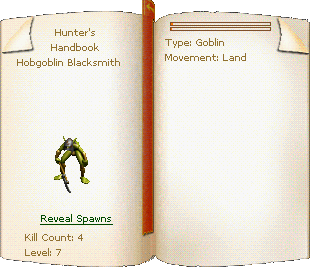 Hunter's
Handbook
Hobgoblin Blacksmith
Reveal Spawns
Kill Count: 4
Level: 7
Type: Goblin
Movement: Land